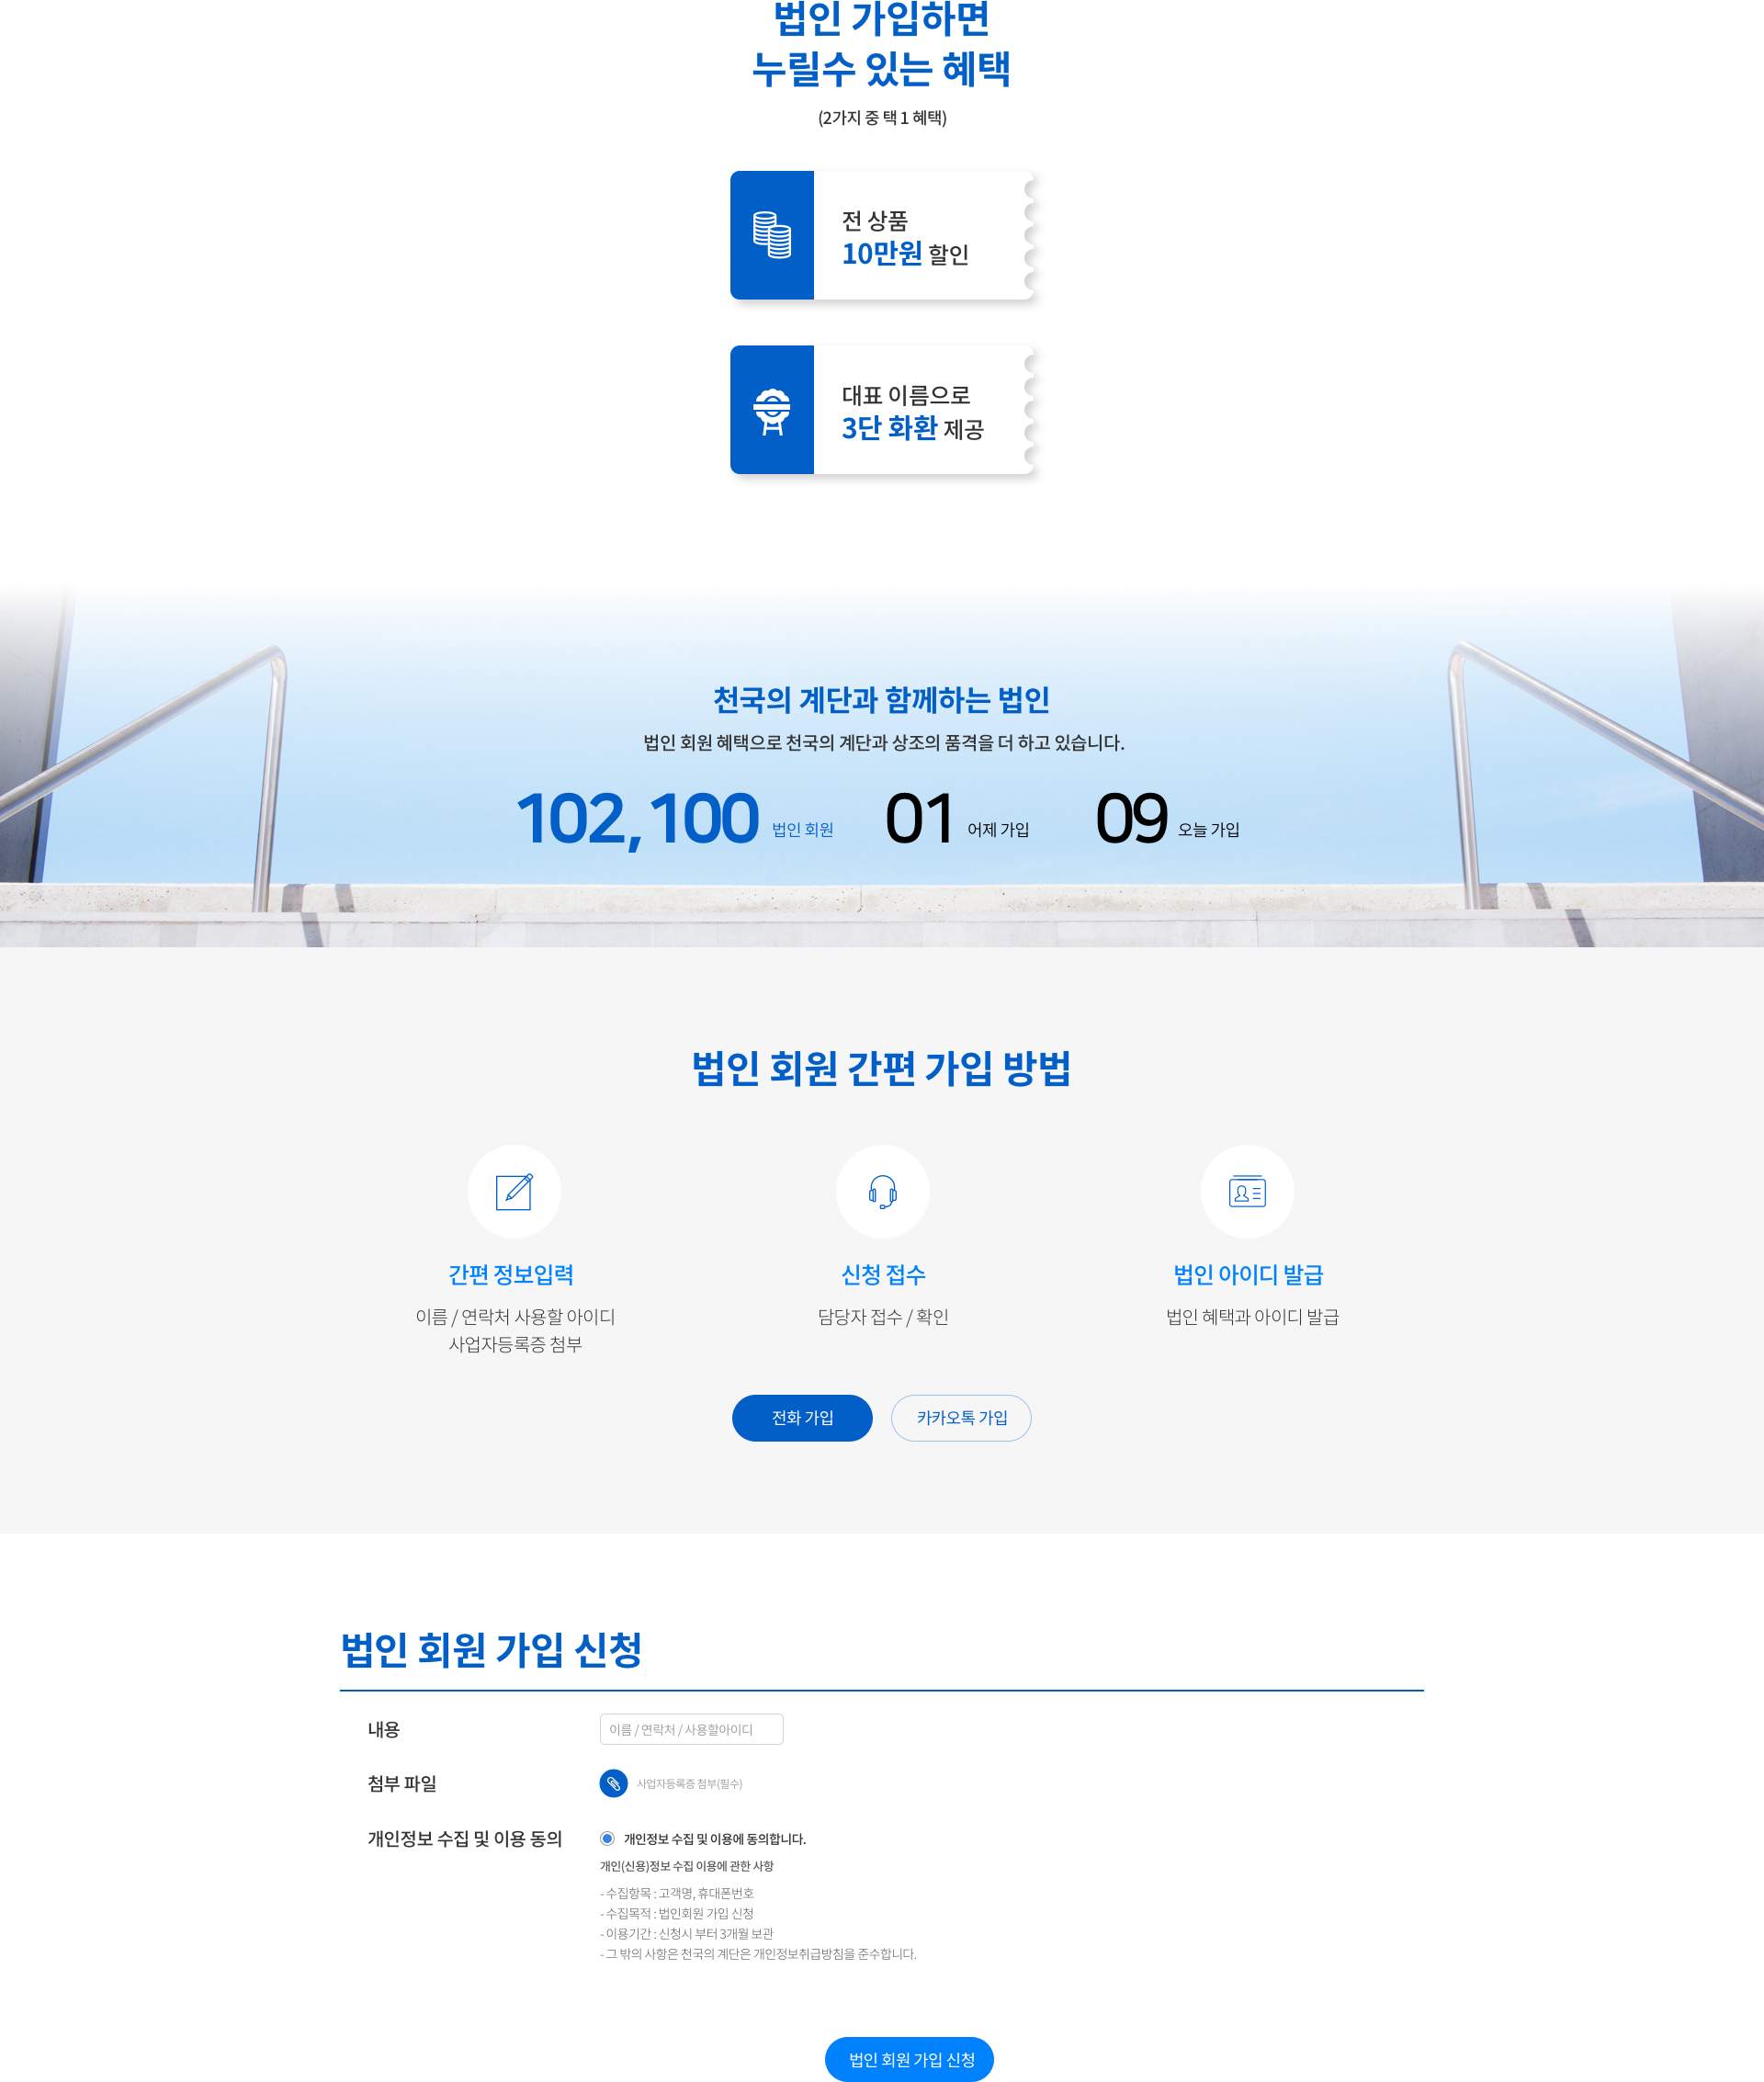 법인 가입하면
누릴수 있는 혜택
(2가지 중 택 1 혜택)
전 상품
10만원 할인
대표 이름으로
3단 화환 제공
천국의 계단과 함께하는 법인
법인 회원 혜택으로 천국의 계단과 상조의 품격을 더 하고 있습니다.
102,100 법인 회원 01 어제 가입 09 오늘 가입
법인 회원 간편 가입 방법
간편 정보입력
이름 / 연락처 사용할 아이디
사업자등록증 첨부
신청 접수
담당자 접수 / 확인
법인 아이디 발급
법인 혜택과 아이디 발급
전화 가입
카카오톡 가입
법인 회원 가입 신청
내용
이름 / 연락처 / 사용할아이디
첨부 파일
사업자등록증 첨부(필수)
개인정보 수집 및 이용 동의
개인정보 수집 및 이용에 동의합니다.
개인(신용)정보 수집 이용에 관한 사항
- 수집항목 : 고객명, 휴대폰번호
- 수집목적 : 법인회원 가입 신청
- 이용기간 : 신청시 부터 3개월 보관
- 그 밖의 사항은 천국의 계단은 개인정보취급방침을 준수합니다.
법인 회원 가입 신청